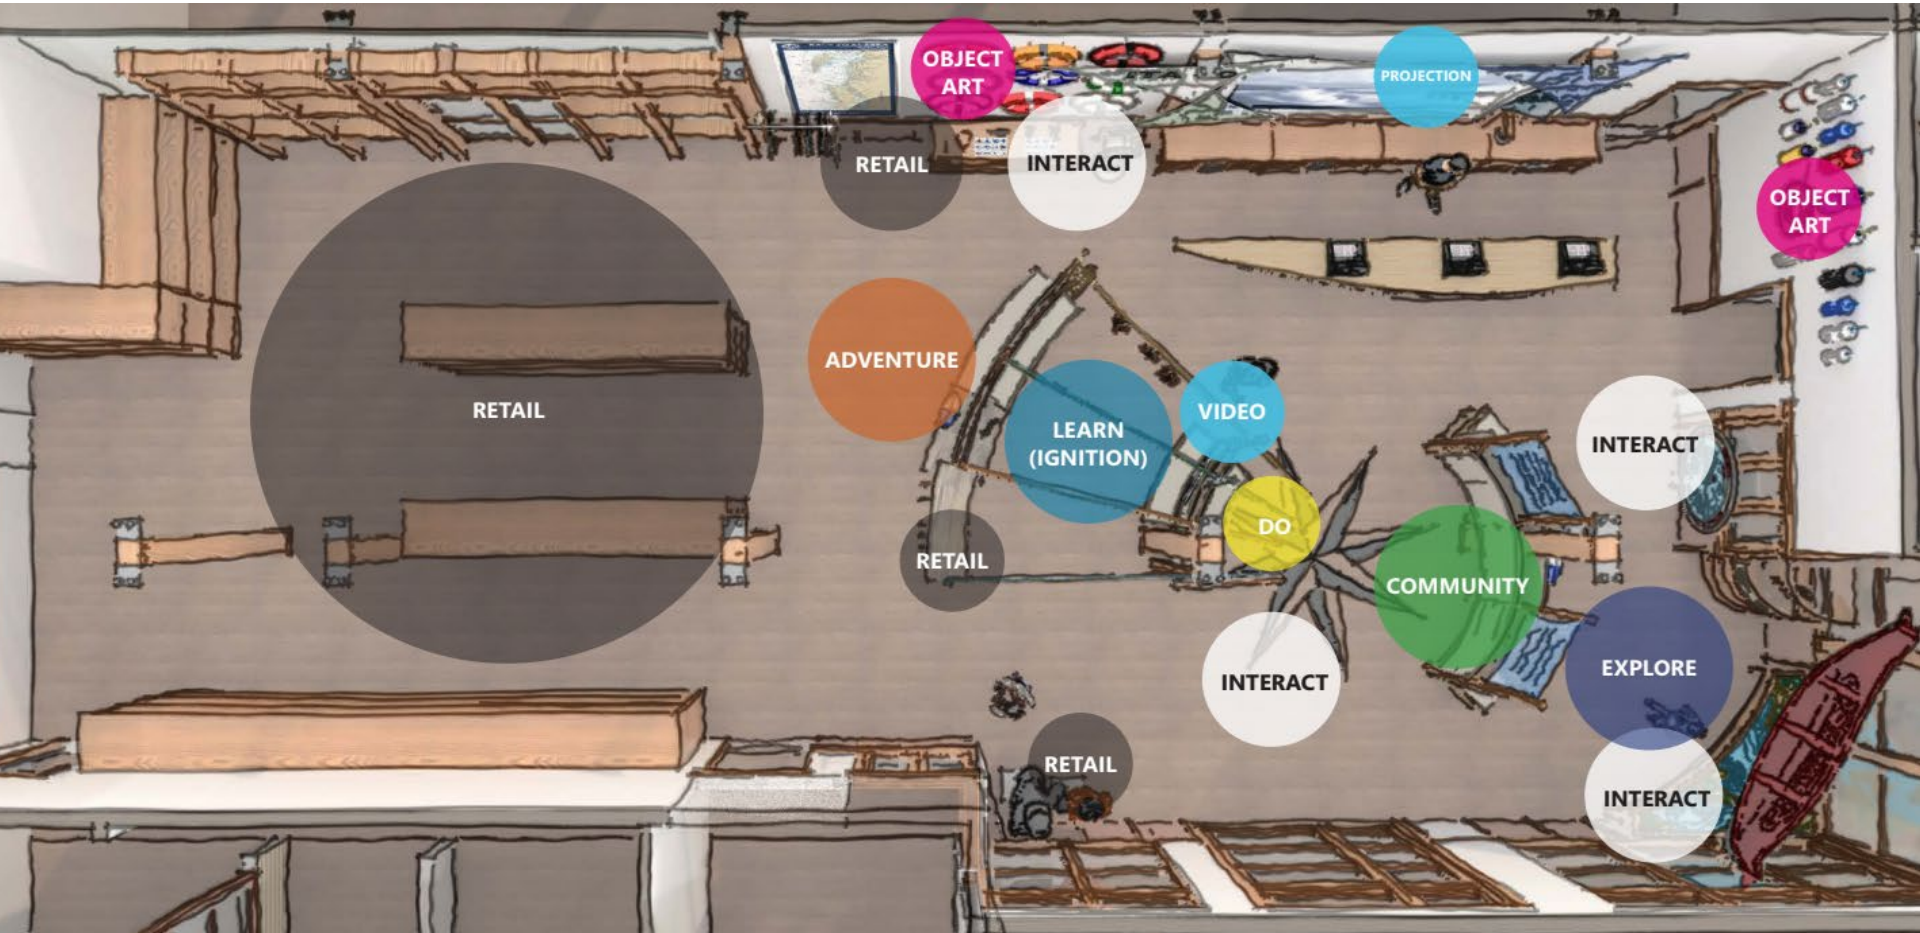 OBJECT
ART
PROJECTION
RETAIL
INTERACT
OBJECT
ART
ADVENTURE
RETAIL
LEARN
(IGNITION)
VIDEO
INTERACT
DO
RETAIL
COMMUNITY
INTERACT
EXPLORE
RETAIL
INTERACT